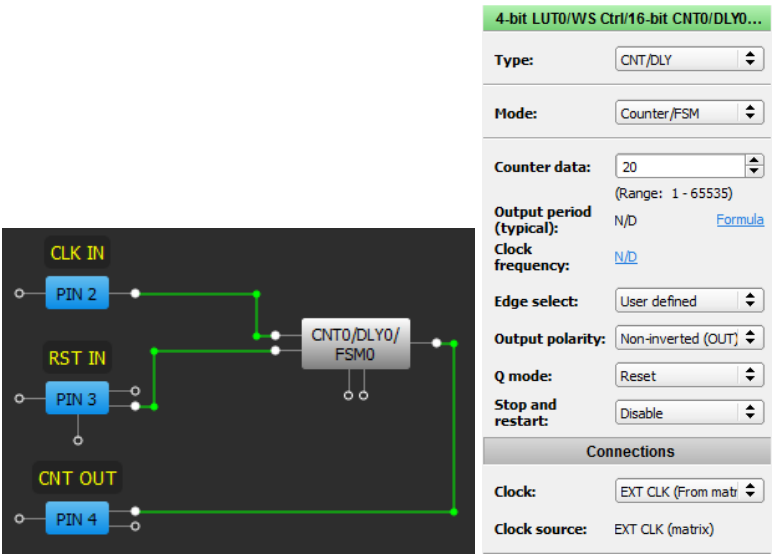 CLK IN
PIN 2
RST IN
PIN 3
CNT OUT
PIN 4
CNT0/DLY0/
FSM0
4-bit LUT0/WS Ctrl/16-bit CNT0/DLY0...
Type: CNT/DLY
Mode: Counter/FSM
Counter data: 20
(Range: 1 - 65535)
Output period
(typical): N/D Formula
Clock
frequency: N/D
Edge select: User defined
Output polarity: Non-inverted (OUT)
Q mode: Reset
Stop and
restart: Disable
Connections
Clock: EXT CLK (From matr
Clock source: EXT CLK (matrix)